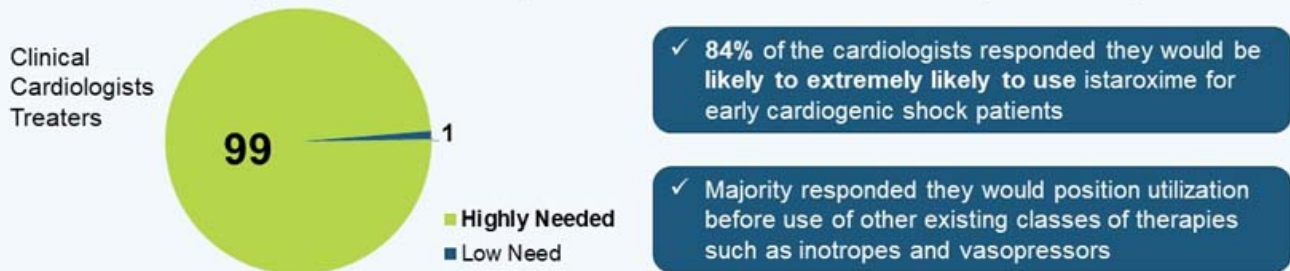 Clinical
Cardiologists
Treaters
99
1
Highly Needed
Low Need
✓ 84% of the cardiologists responded they would be
likely to extremely likely to use istaroxime for
early cardiogenic shock patients
✓ Majority responded they would position utilization
before use of other existing classes of therapies
such as inotropes and vasopressors